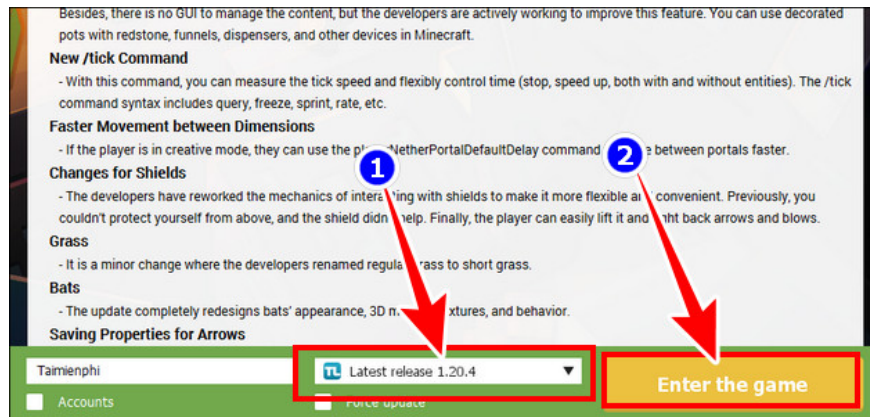 Besides, there is no GUI to manage the content, but the developers are actively working to improve this feature. You can use decorated
pots with redstone, funnels, dispensers, and other devices in Minecraft.
New /tick Command
- With this command, you can measure the tick speed and flexibly control time (stop, speed up, both with and without entities). The /tick
command syntax includes query, freeze, sprint, rate, etc.
Faster Movement between Dimensions
- If the player is in creative mode, they can use the NetherPortalDefaultDelay command between portals faster.
1
2
Changes for Shields
- The developers have reworked the mechanics of with shields to make it more flexible and convenient. Previously, you
couldn't protect yourself from above, and the shield help. Finally, the player can easily lift it and back arrows and blows.
Grass
- It is a minor change where the developers renamed regular grass to short grass.
Bats
- The update completely redesigns bats' appearance, 3D and behavior.
Saving Properties for Arrows
Taimienphi
TL Latest release 1.20.4
Enter the game
Accounts
Force update